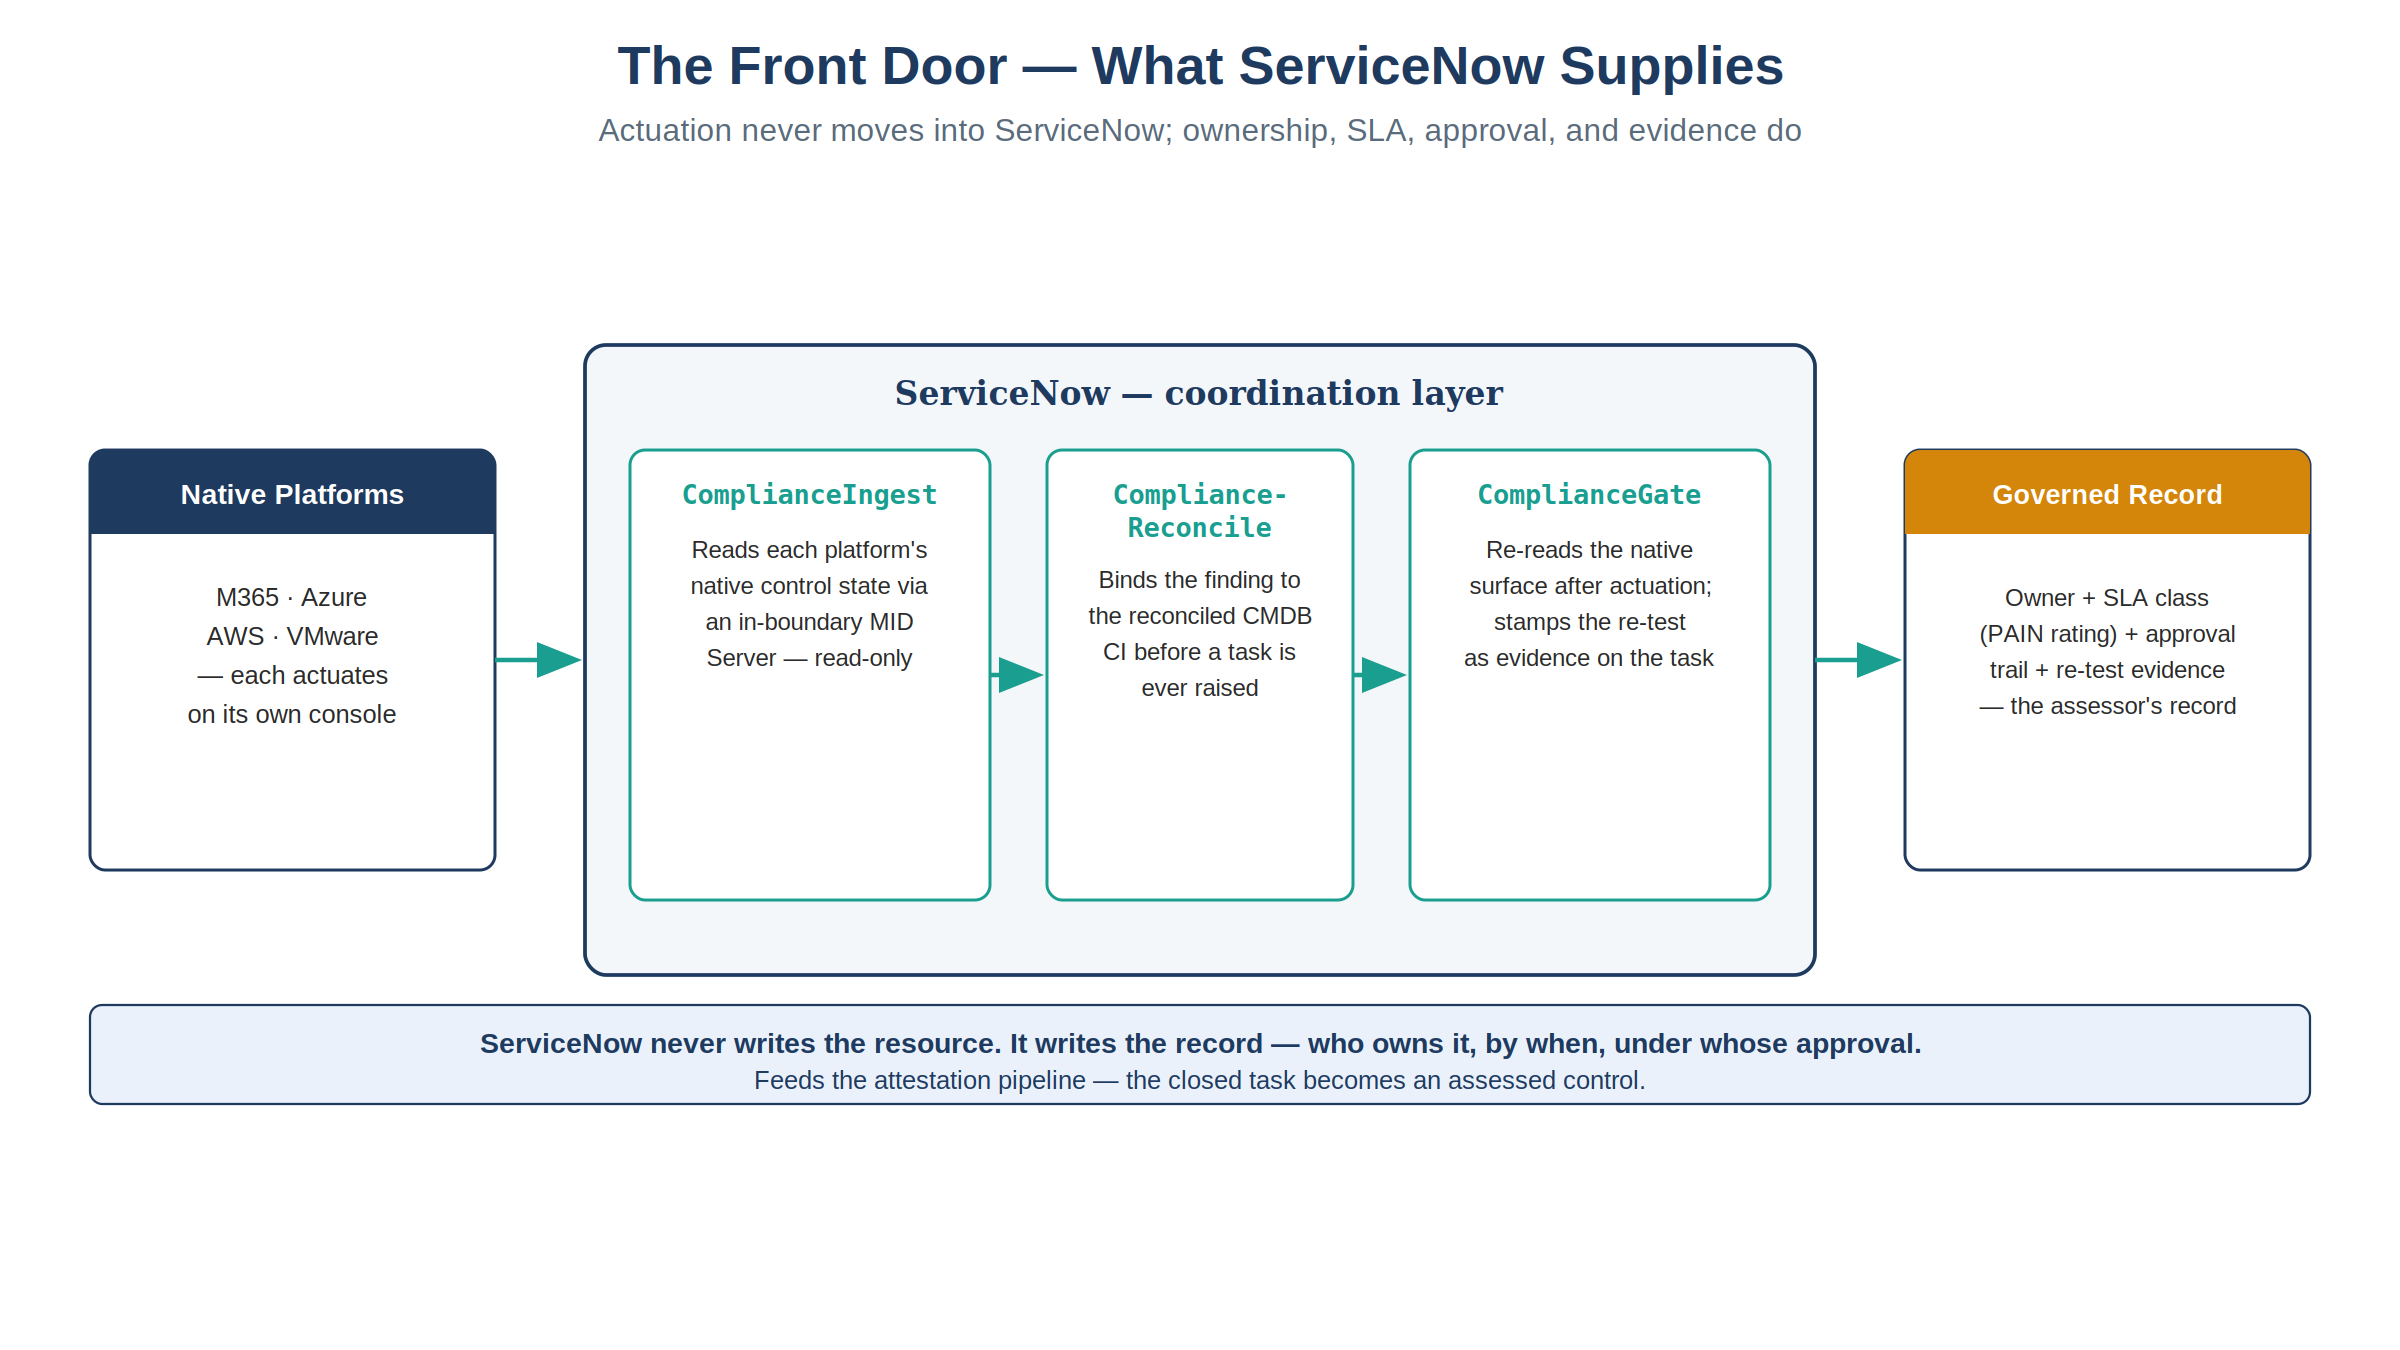 The Front Door — What ServiceNow Supplies
Actuation never moves into ServiceNow; ownership, SLA, approval, and evidence do
Native Platforms
M365 · Azure
AWS · VMware
— each actuates
on its own console
ServiceNow — coordination layer
ComplianceIngest
Reads each platform's
native control state via
an in-boundary MID
Server — read-only
Compliance-
Reconcile
Binds the finding to
the reconciled CMDB
CI before a task is
ever raised
ComplianceGate
Re-reads the native
surface after actuation;
stamps the re-test
as evidence on the task
Governed Record
Owner + SLA class
(PAIN rating) + approval
trail + re-test evidence
— the assessor's record
ServiceNow never writes the resource. It writes the record — who owns it, by when, under whose approval.
Feeds the attestation pipeline — the closed task becomes an assessed control.